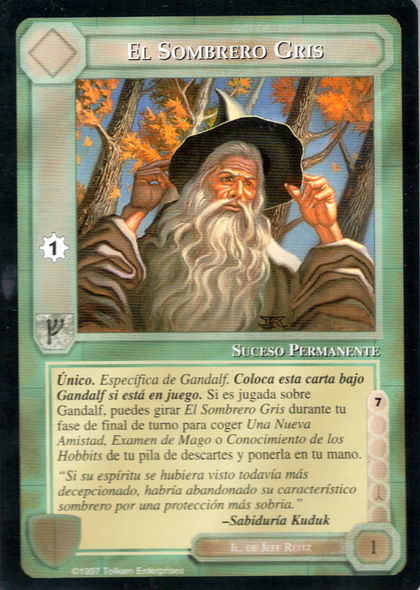 EL SOMBRERO GRIS
1
SUCESO PERMANENTE
Único. Específica de Gandalf. Coloca esta carta bajo
Gandalf si está en juego. Si es jugada sobre
Gandalf, puedes girar El Sombrero Gris durante tu
fase de final de turno para coger Una Nueva
Amistad, Examen de Mago o Conocimiento de los
Hobbits de tu pila de descartes y ponerla en tu mano.
7
“Si su espíritu se hubiera visto todavía más
decepcionado, habría abandonado su característico
sombrero por una protección más sobria.”
–Sabiduría Kuduk
IL. DE JEFF REITZ
1
©1997 Tolkien Enterprises